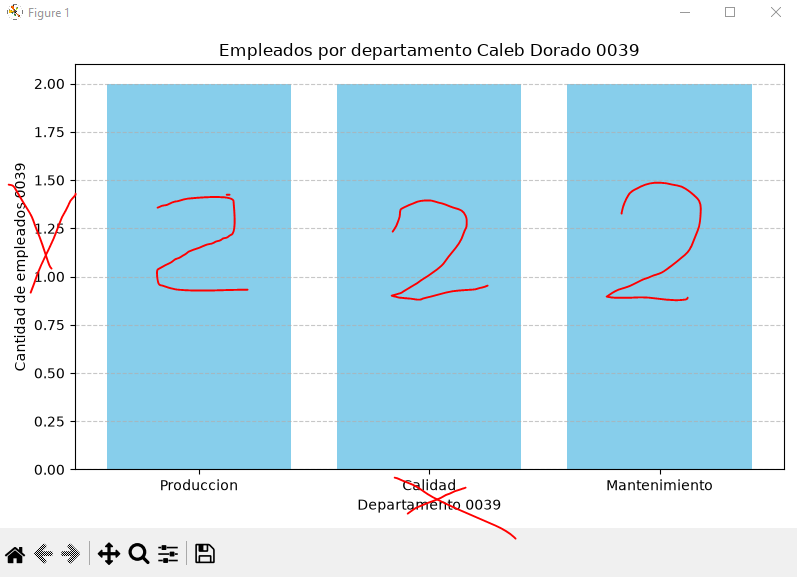 Figure 1
Empleados por departamento Caleb Dorado 0039
Cantidad de empleados 0039
2.00
1.75
1.50
1.25
1.00
0.75
0.50
0.25
0.00
2 2 2
Produccion Calidad Mantenimiento
Departamento 0039